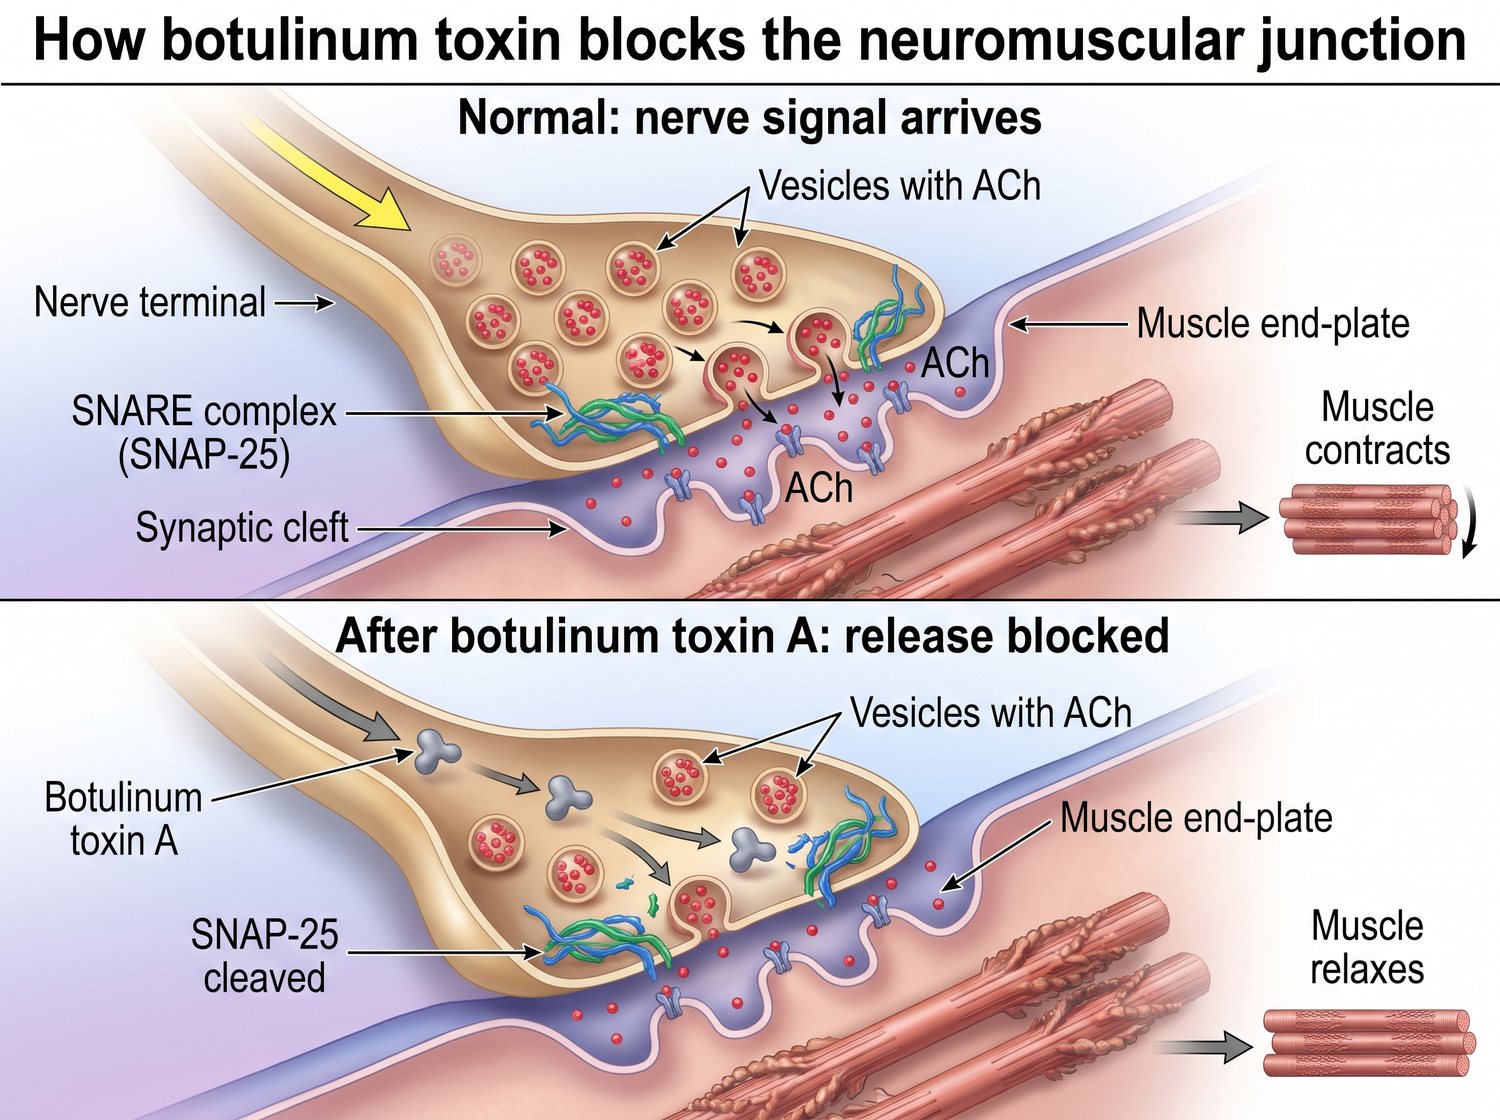 How botulinum toxin blocks the neuromuscular junction
Normal: nerve signal arrives
Vesicles with ACh
Nerve terminal
Muscle end-plate
ACh
SNARE complex
(SNAP-25)
Muscle
contracts
ACh
Synaptic cleft
After botulinum toxin A: release blocked
Vesicles with ACh
Botulinum
toxin A
Muscle end-plate
SNAP-25
cleaved
Muscle
relaxes